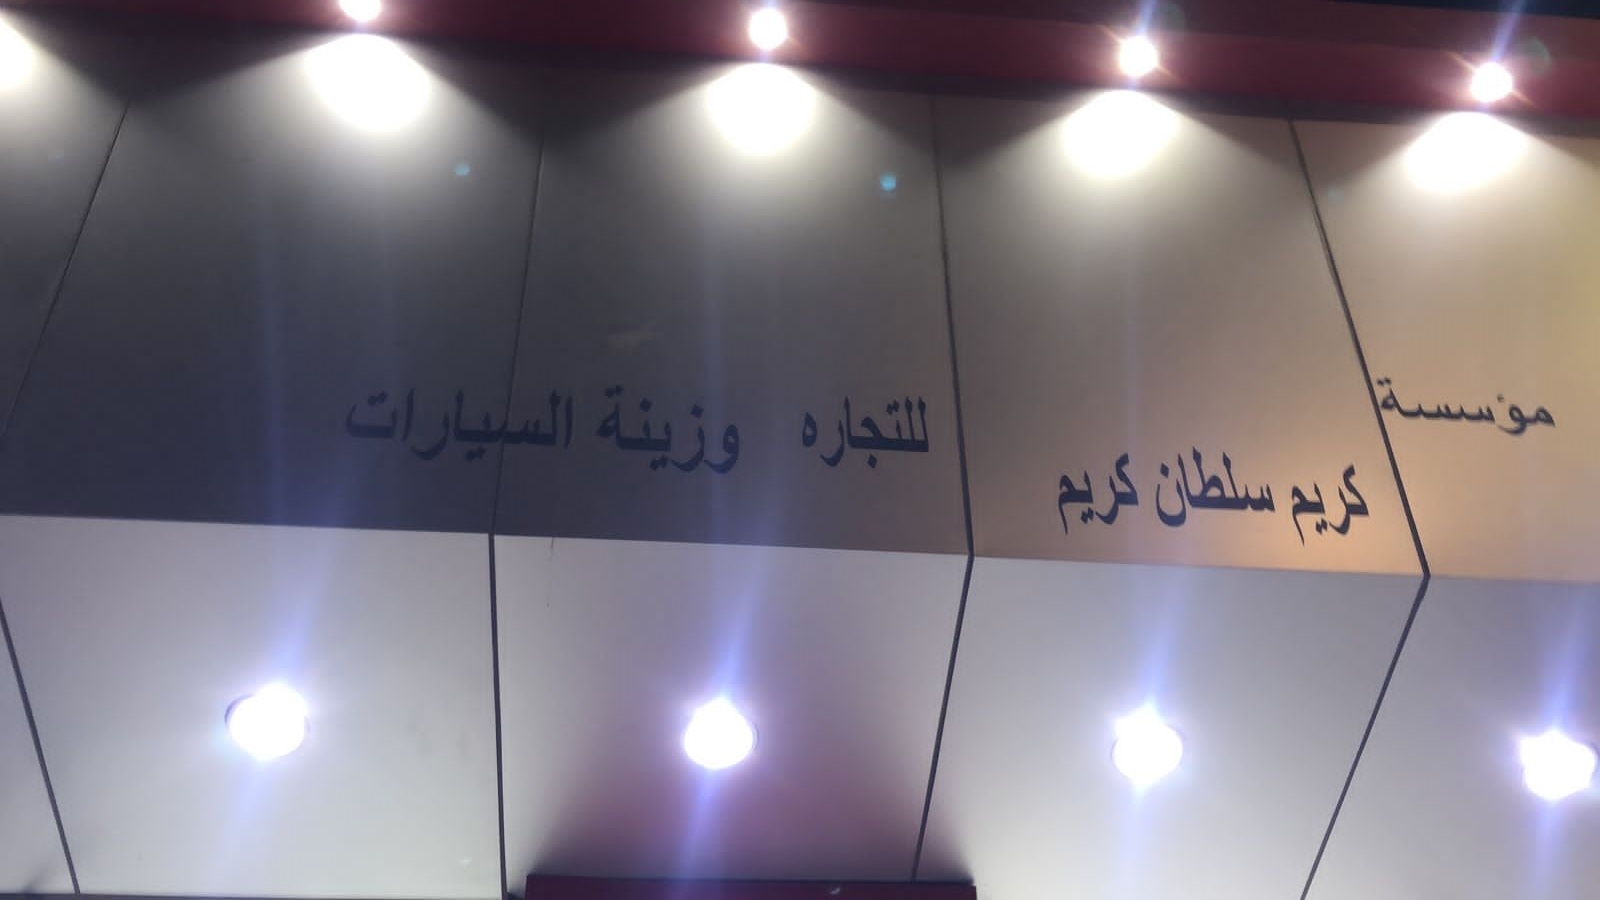 مؤسسة
كريم سلطان كريم
للتجاره وزينة السيارات